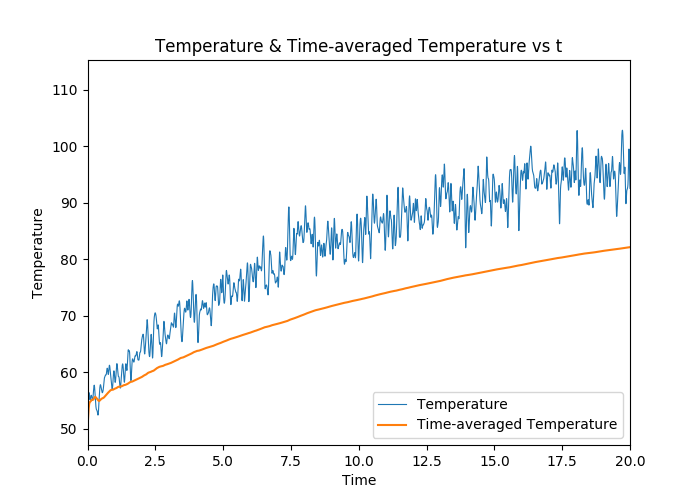 Temperature & Time-averaged Temperature vs t
110
100
90
80
70
60
50
Temperature
0.0 2.5 5.0 7.5 10.0 12.5 15.0 17.5 20.0
Time
Temperature
Time-averaged Temperature